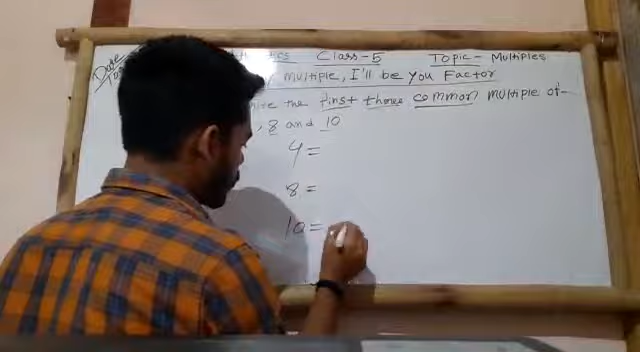 Date
Class-5 Topic- Multiples
multiple, I'll be you Factor
the first three common multiple of-
, 8 and 10
4=
8=
10=